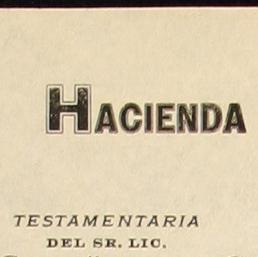 HACIENDA
TESTAMENTARIA
DEL SR. LIC.